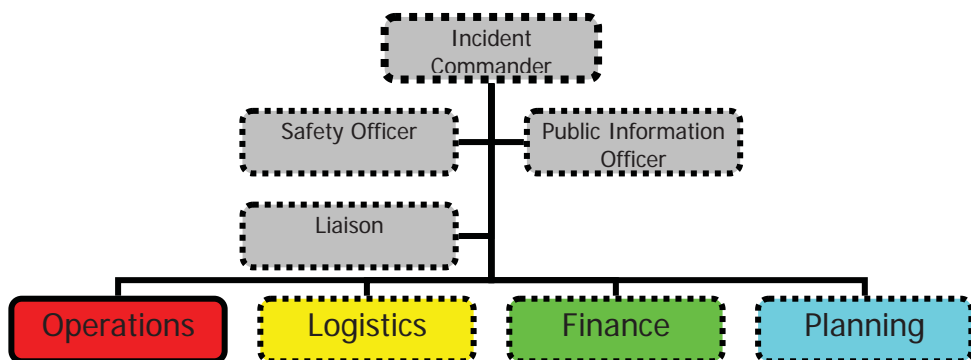 Incident
Commander
Safety Officer
Public Information
Officer
Liaison
Operations
Logistics
Finance
Planning